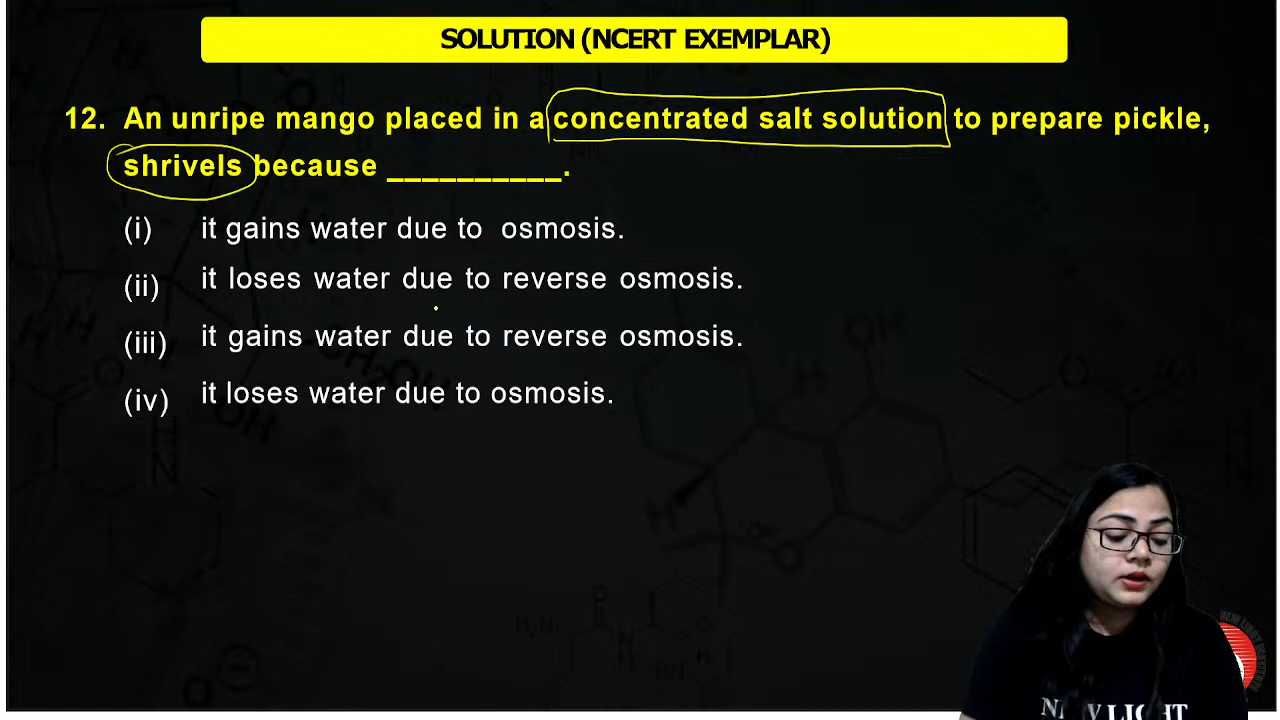 SOLUTION (NCERT EXEMPLAR)
12. An unripe mango placed in a concentrated salt solution to prepare pickle,
shrivels because __________.
(i) it gains water due to osmosis.
(ii) it loses water due to reverse osmosis.
(iii) it gains water due to reverse osmosis.
(iv) it loses water due to osmosis.